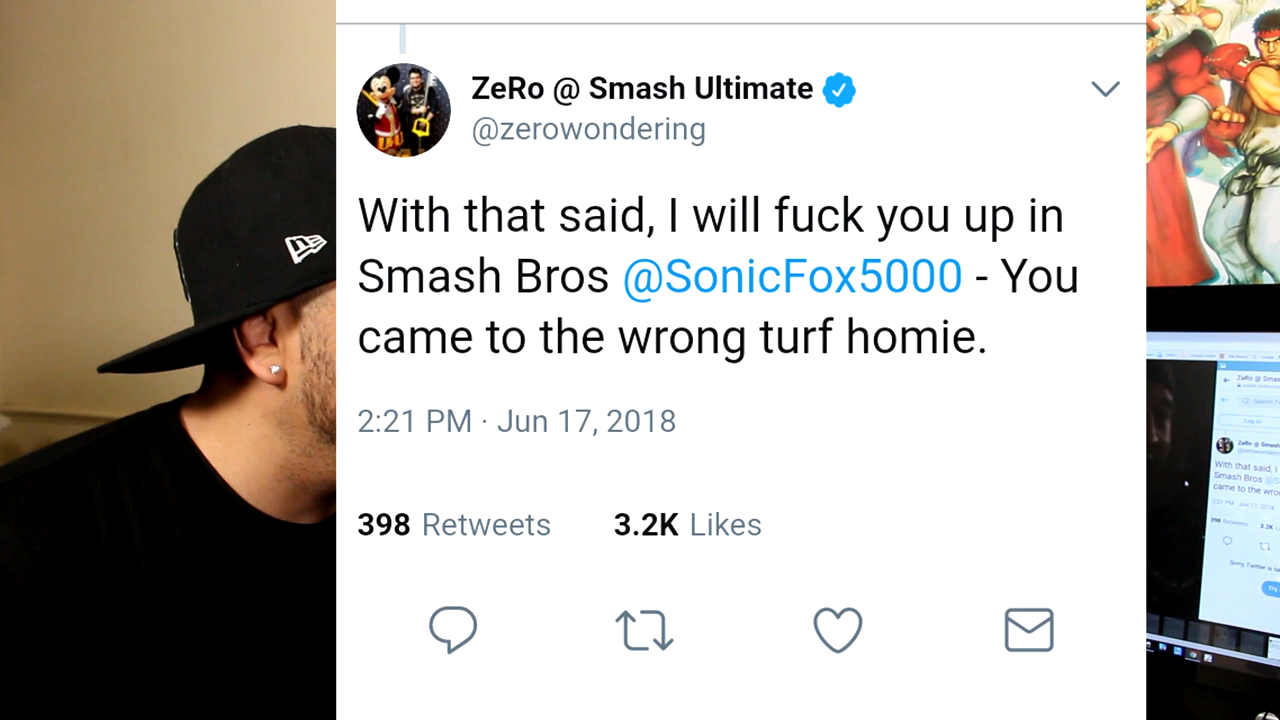 ZeRo @ Smash Ultimate
@zerowondering
With that said, I will fuck you up in
Smash Bros @SonicFox5000 - You
came to the wrong turf homie.
2:21 PM · Jun 17, 2018
398 Retweets 3.2K Likes